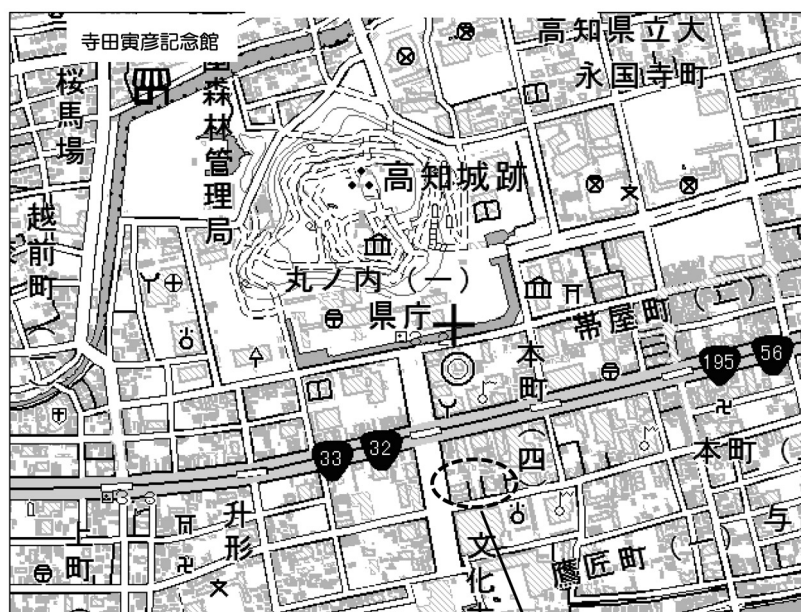 寺田寅彦記念館
高知県立大
永国寺町
桜馬場
森林管理局
高知城跡
越前町
丸ノ内(一)
県庁
帯屋町(二)
本町(四)
195
56
33
32
本町(
升形
町
文化
鷹匠町(一)
与